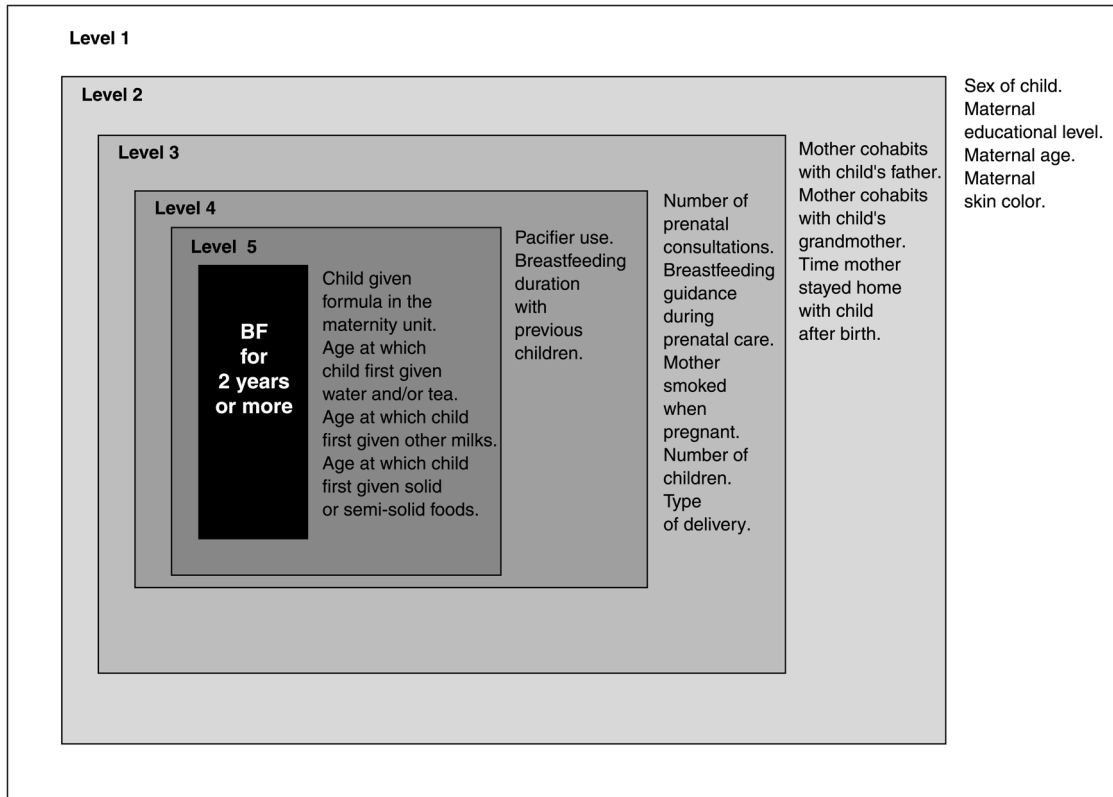 Level 1
Level 2
Level 3
Level 4
Level  5
BF
for
2 years
or more
Child given
formula in the
maternity unit.
Age at which
child first given
water and/or tea.
Age at which child
first given other milks.
Age at which child
first given solid
or semi-solid foods.
Pacifier use.
Breastfeeding
duration
with
previous
children.
Number of
prenatal
consultations.
Breastfeeding
guidance
during
prenatal care.
Mother
smoked
when
pregnant.
Number of
children.
Type
of delivery.
Mother cohabits
with child's father.
Mother cohabits
with child's
grandmother.
Time mother
stayed home
with child
after birth.
Sex of child.
Maternal
educational level.
Maternal age.
Maternal
skin color.